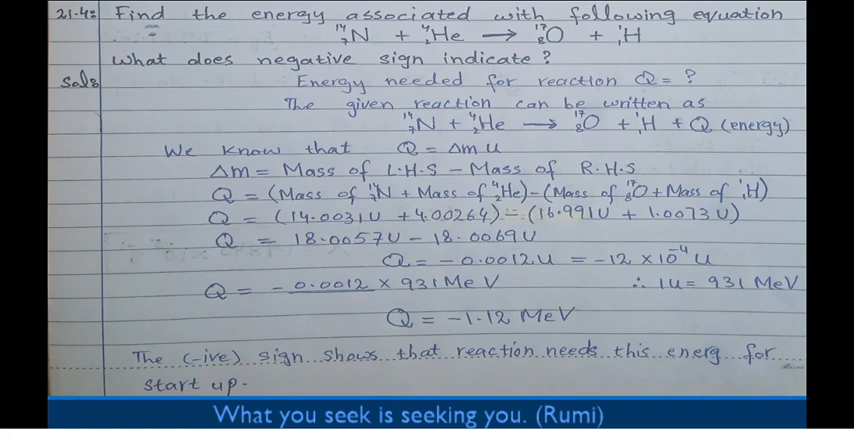 21.4: Find the energy associated with following equation
¹⁴₇N + ⁴₂He ⟶ ¹⁷₈O + ¹₁H
What does negative sign indicate?
Sol: Energy needed for reaction Q = ?
The given reaction can be written as
¹⁴₇N + ⁴₂He ⟶ ¹⁷₈O + ¹₁H + Q (energy)
We know that Q = Δm u
Δm = Mass of L.H.S − Mass of R.H.S
Q = (Mass of ¹⁴₇N + Mass of ⁴₂He) − (Mass of ¹⁷₈O + Mass of ¹₁H)
Q = (14.0031U + 4.0026U) − (16.991U + 1.0073U)
Q = 18.0057U − 18.0069U
Q = −0.0012U = −12 × 10⁻⁴U
Q = −0.0012 × 931 MeV ∴ 1u = 931 MeV
Q = −1.12 MeV
The (-ive) sign shows that reaction needs this energ for
start up.
What you seek is seeking you. (Rumi)